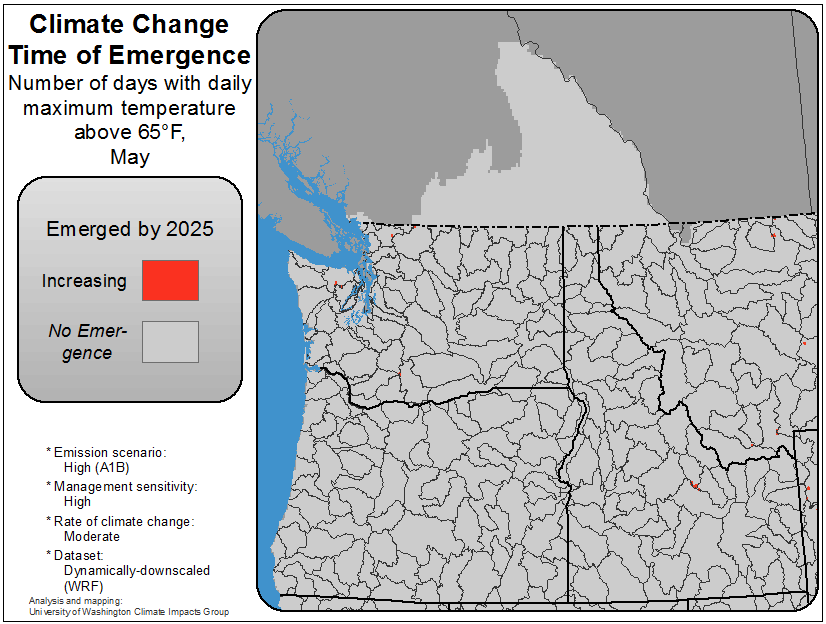 Climate Change
Time of Emergence
Number of days with daily
maximum temperature
above 65°F,
May
Emerged by 2025
Increasing
No Emer-
gence
* Emission scenario:
High (A1B)
* Management sensitivity:
High
* Rate of climate change:
Moderate
* Dataset:
Dynamically-downscaled
(WRF)
Analysis and mapping:
University of Washington Climate Impacts Group